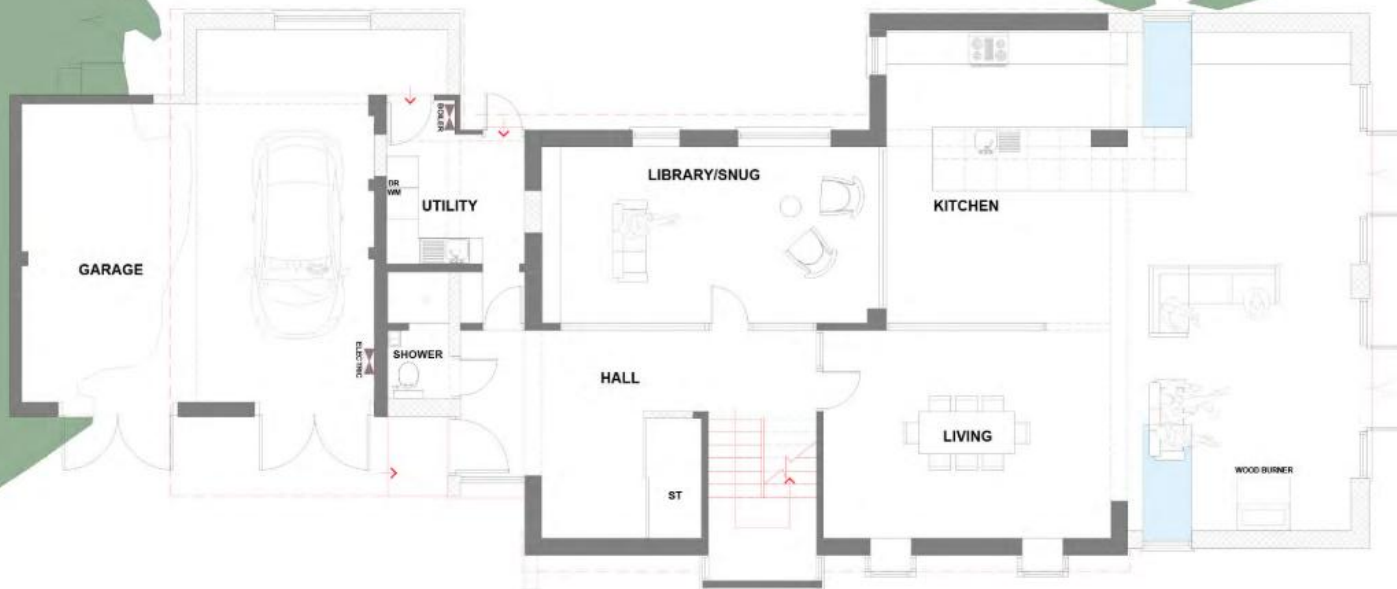 BOILER
LIBRARY/SNUG
DR
WM
UTILITY
KITCHEN
GARAGE
ELECTRIC
SHOWER
HALL
LIVING
WOOD BURNER
ST